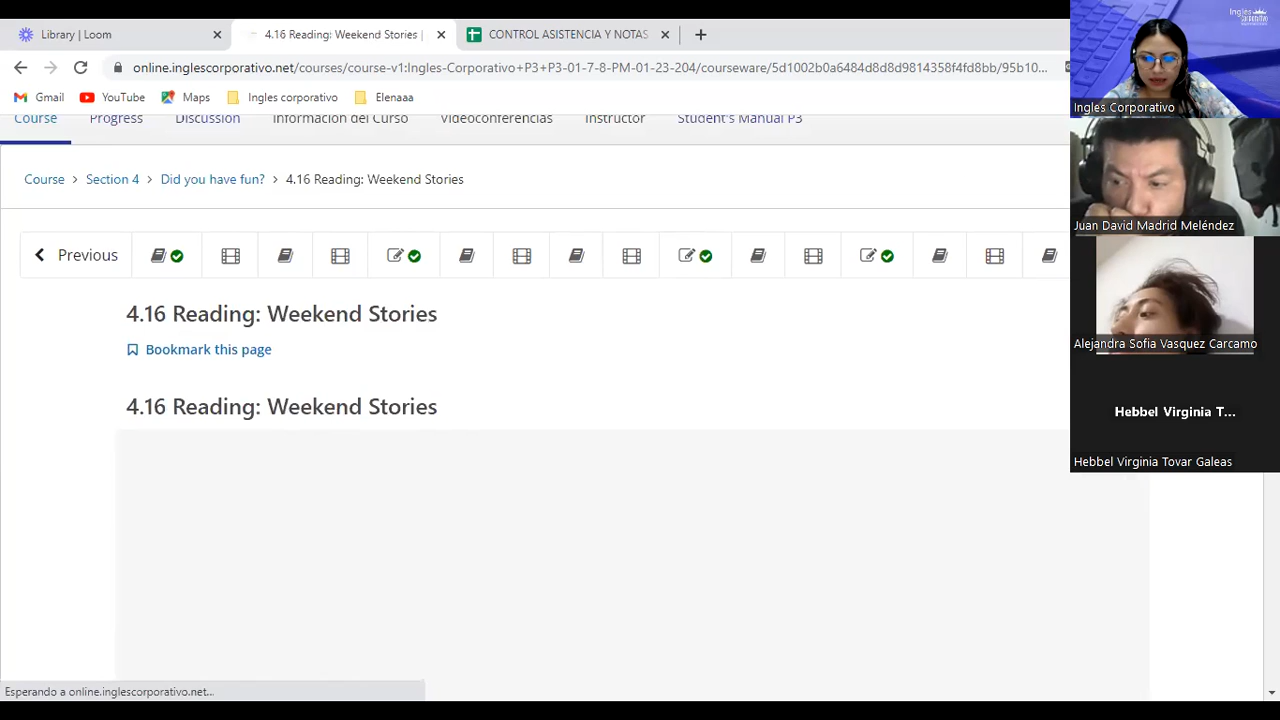 Library | Loom
4.16 Reading: Weekend Stories |
CONTROL ASISTENCIA Y NOTAS
online.inglescorporativo.net/courses/course-v1:Ingles-Corporativo+P3+P3-01-7-8-PM-01-23-204/courseware/5d1002b0a6484d8d8d9814358f4fd8bb/95b10...
Gmail
YouTube
Maps
Ingles corporativo
Elenaaa
Course
Progress
Discussion
Información del Curso
Videoconferencias
Instructor
Student's Manual P3
Course > Section 4 > Did you have fun? > 4.16 Reading: Weekend Stories
Previous
4.16 Reading: Weekend Stories
Bookmark this page
4.16 Reading: Weekend Stories
Esperando a online.inglescorporativo.net...
Ingles Corporativo
Juan David Madrid Meléndez
Alejandra Sofia Vasquez Carcamo
Hebbel Virginia T...
Hebbel Virginia Tovar Galeas